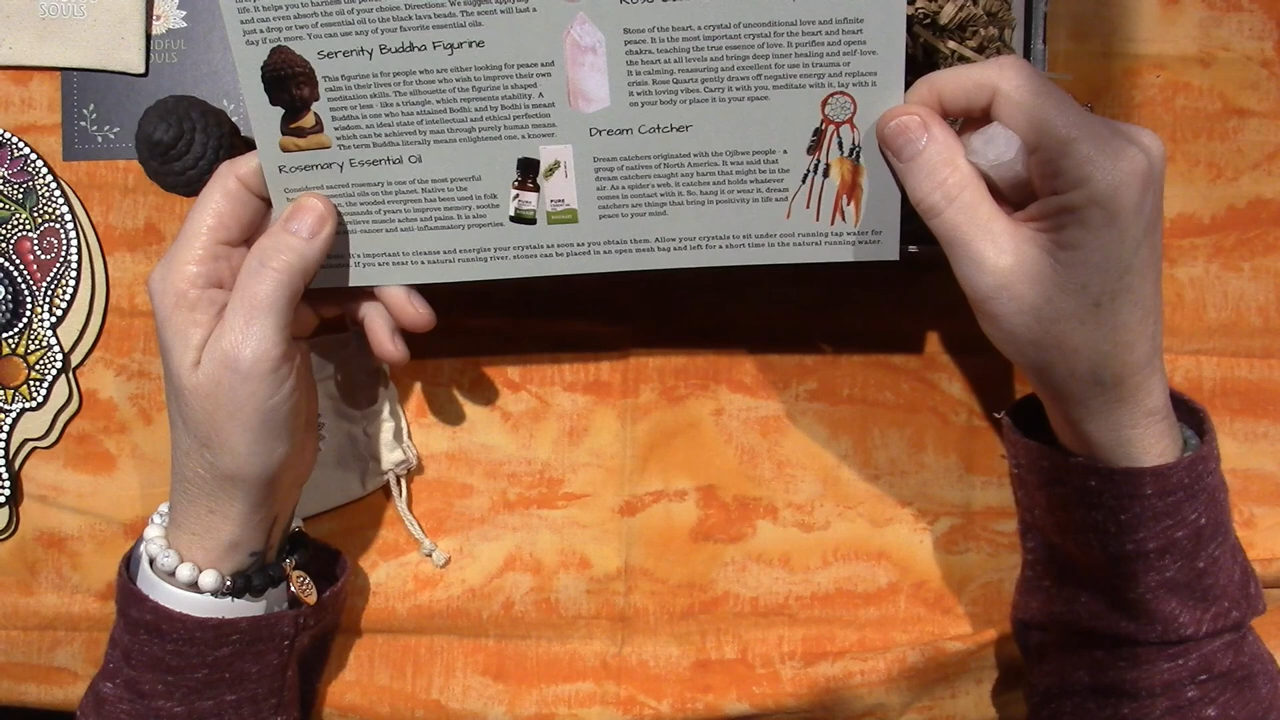 SOULS
NDFUL
OULS
life. It helps you to harness the
and can even absorb the oil of your choice. Directions: We suggest applying
just a drop or two of essential oil to the black lava beads. The scent will last a
day if not more. You can use any of your favorite essential oils.
Serenity Buddha Figurine
This figurine is for people who are either looking for peace and
calm in their lives or for those who wish to improve their own
meditation skills. The silhouette of the figurine is shaped
more or less - like a triangle, which represents stability. A
Buddha is one who has attained Bodhi; and by Bodhi is meant
wisdom, an ideal state of intellectual and ethical perfection
which can be achieved by man through purely human means.
The term Buddha literally means enlightened one, a knower.
Rosemary Essential Oil
Considered sacred rosemary is one of the most powerful
essential oils on the planet. Native to the
the wooded evergreen has been used in folk
thousands of years to improve memory, soothe
relieve muscle aches and pains. It is also
anti-cancer and anti-inflammatory properties.
PURE
PURE
Stone of the heart, a crystal of unconditional love and infinite
peace. It is the most important crystal for the heart and heart
chakra, teaching the true essence of love. It purifies and opens
the heart at all levels and brings deep inner healing and self-love.
It is calming, reassuring and excellent for use in trauma or
crisis. Rose Quartz gently draws off negative energy and replaces
it with loving vibes. Carry it with you, meditate with it, lay with it
on your body or place it in your space.
Dream Catcher
Dream catchers originated with the Ojibwe people - a
group of natives of North America. It was said that
dream catchers caught any harm that might be in the
air. As a spider's web, it catches and holds whatever
comes in contact with it. So, hang it or wear it, dream
catchers are things that bring in positivity in life and
peace to your mind.
It's important to cleanse and energize your crystals as soon as you obtain them. Allow your crystals to sit under cool running tap water for
If you are near to a natural running river, stones can be placed in an open mesh bag and left for a short time in the natural running water.